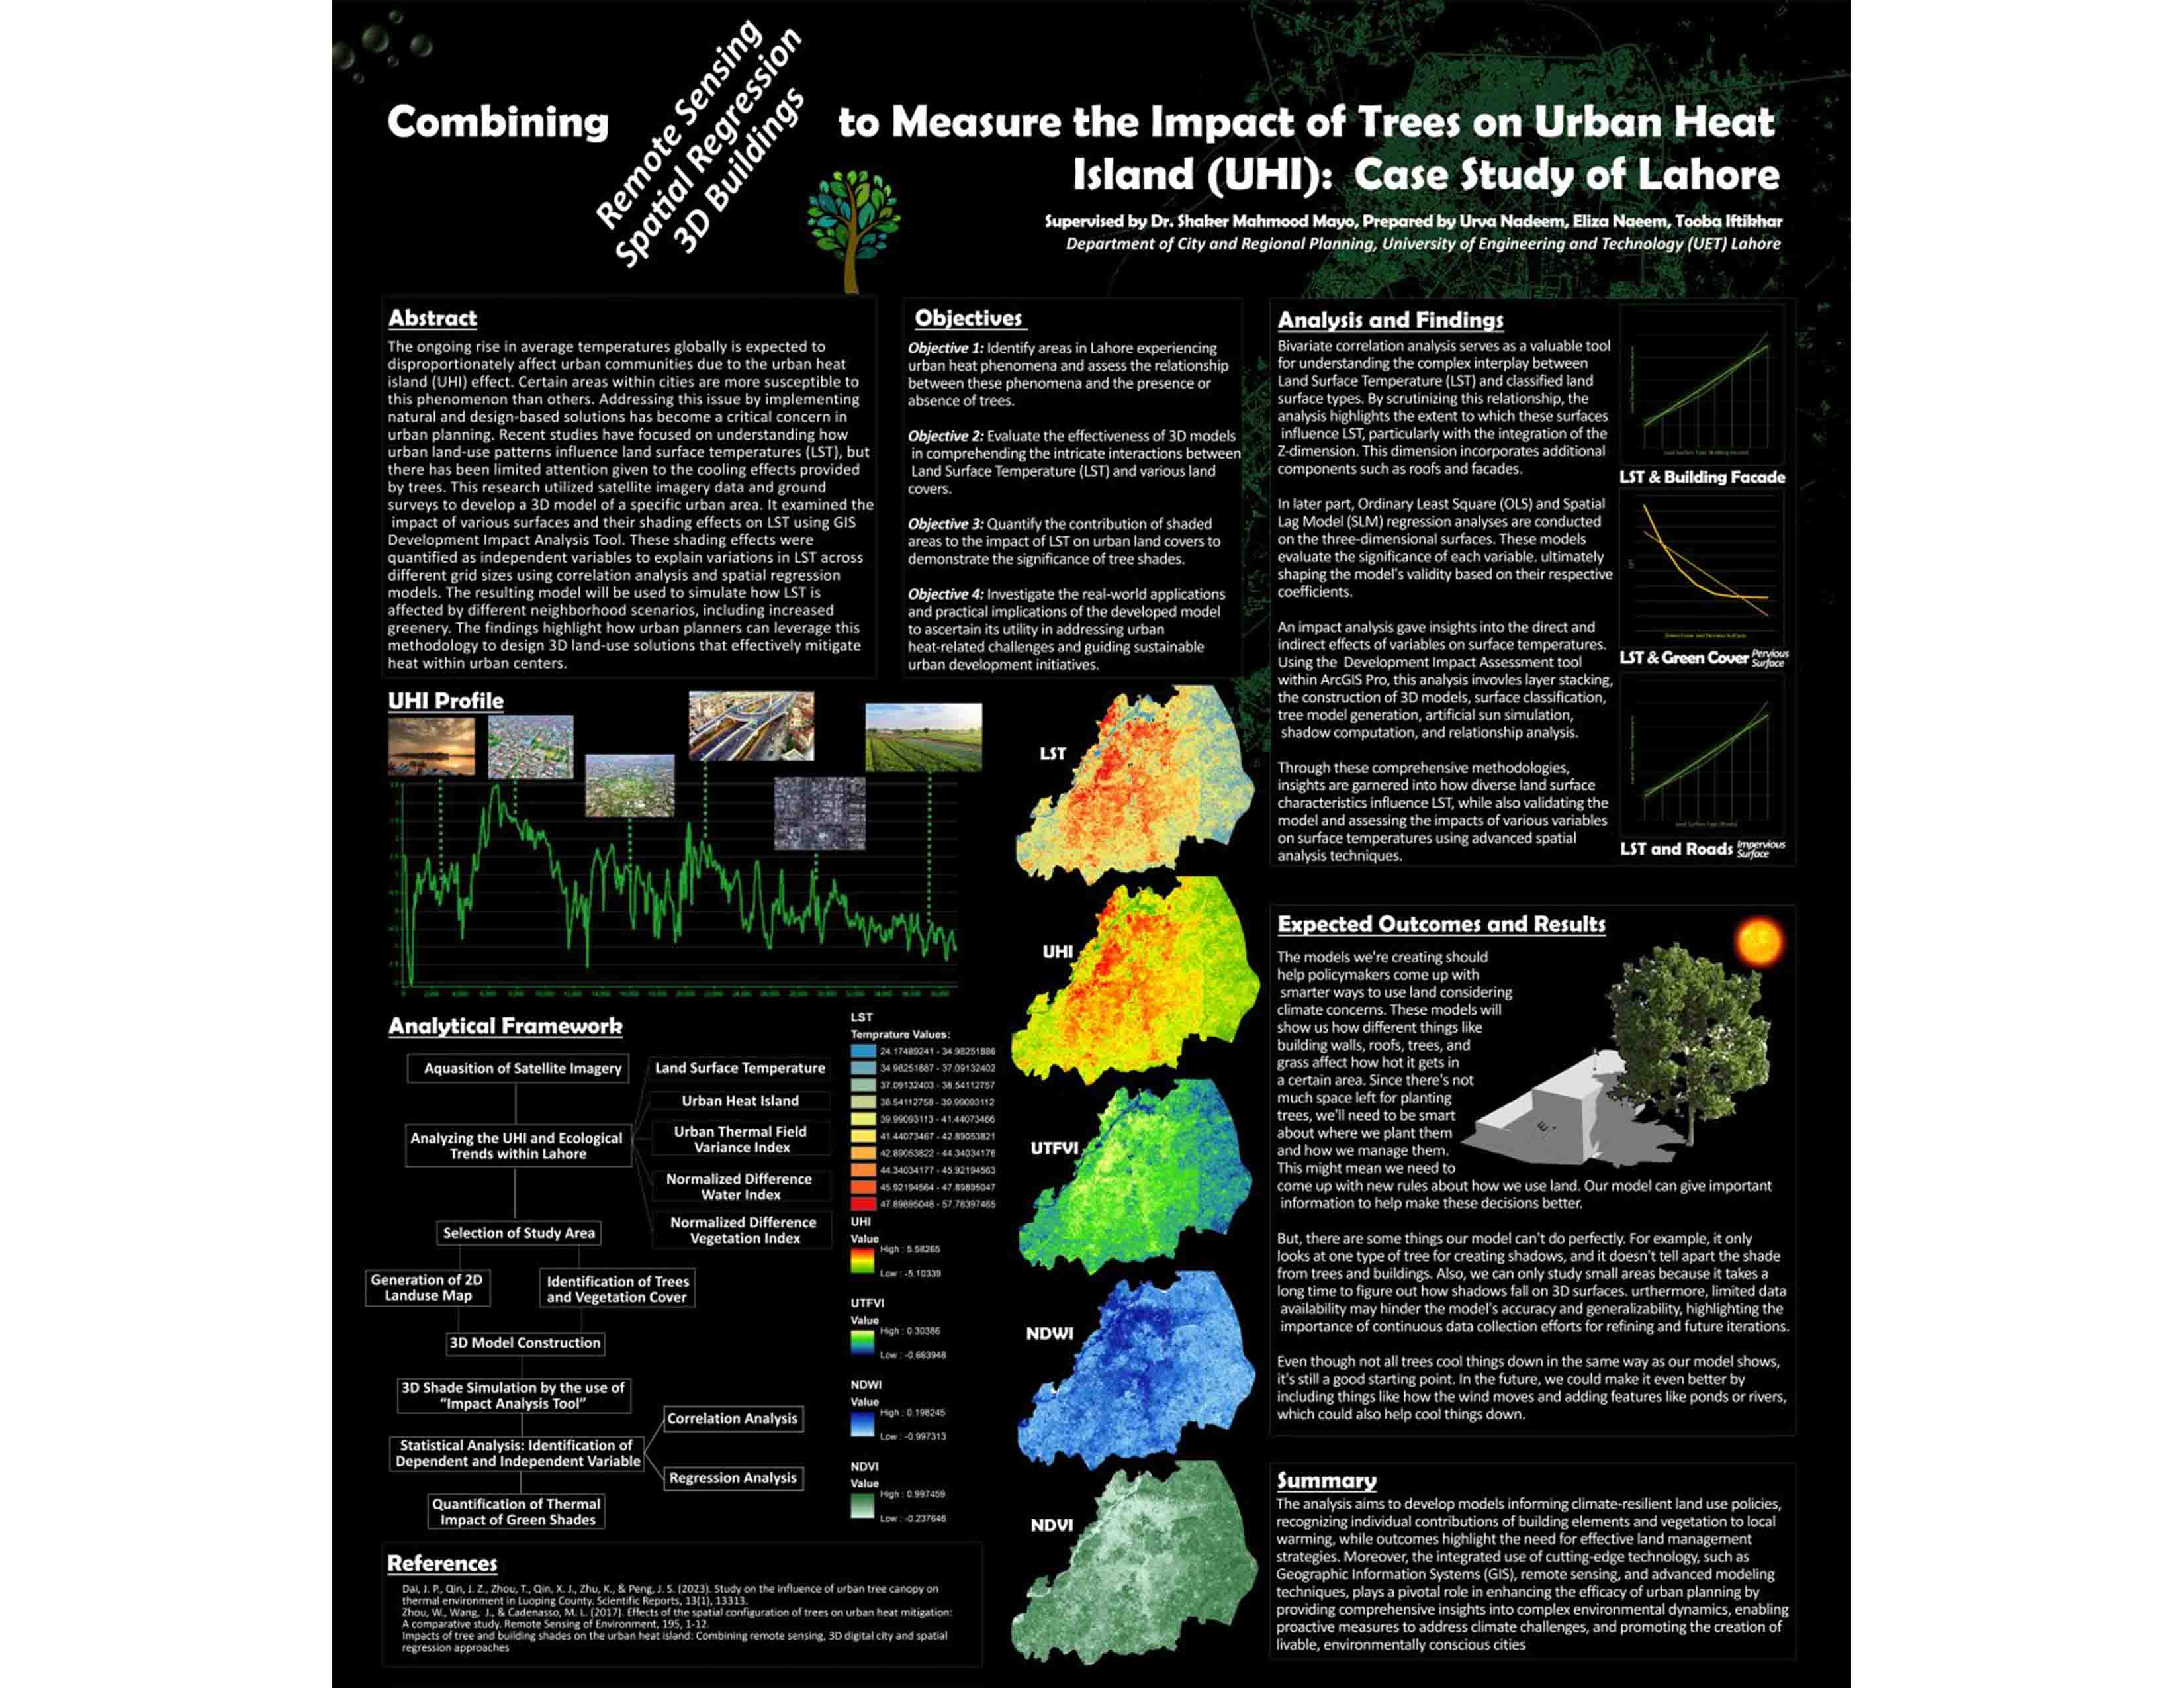 Combining
Remote Sensing
Spatial Regression
3D Buildings
to Measure the Impact of Trees on Urban Heat
Island (UHI): Case Study of Lahore
Supervised by Dr. Shaker Mahmood Mayo, Prepared by Urva Nadeem, Eliza Naeem, Tooba Iftikhar
Department of City and Regional Planning, University of Engineering and Technology (UET) Lahore
Abstract
The ongoing rise in average temperatures globally is expected to
disproportionately affect urban communities due to the urban heat
island (UHI) effect. Certain areas within cities are more susceptible to
this phenomenon than others. Addressing this issue by implementing
natural and design-based solutions has become a critical concern in
urban planning. Recent studies have focused on understanding how
urban land-use patterns influence land surface temperatures (LST), but
there has been limited attention given to the cooling effects provided
by trees. This research utilized satellite imagery data and ground
surveys to develop a 3D model of a specific urban area. It examined the
impact of various surfaces and their shading effects on LST using GIS
Development Impact Analysis Tool. These shading effects were
quantified as independent variables to explain variations in LST across
different grid sizes using correlation analysis and spatial regression
models. The resulting model will be used to simulate how LST is
affected by different neighborhood scenarios, including increased
greenery. The findings highlight how urban planners can leverage this
methodology to design 3D land-use solutions that effectively mitigate
heat within urban centers.
Objectives
Objective 1: Identify areas in Lahore experiencing
urban heat phenomena and assess the relationship
between these phenomena and the presence or
absence of trees.
Objective 2: Evaluate the effectiveness of 3D models
in comprehending the intricate interactions between
Land Surface Temperature (LST) and various land
covers.
Objective 3: Quantify the contribution of shaded
areas to the impact of LST on urban land covers to
demonstrate the significance of tree shades.
Objective 4: Investigate the real-world applications
and practical implications of the developed model
to ascertain its utility in addressing urban
heat-related challenges and guiding sustainable
urban development initiatives.
Analysis and Findings
Bivariate correlation analysis serves as a valuable tool
for understanding the complex interplay between
Land Surface Temperature (LST) and classified land
surface types. By scrutinizing this relationship, the
analysis highlights the extent to which these surfaces
influence LST, particularly with the integration of the
Z-dimension. This dimension incorporates additional
components such as roofs and facades.
In later part, Ordinary Least Square (OLS) and Spatial
Lag Model (SLM) regression analyses are conducted
on the three-dimensional surfaces. These models
evaluate the significance of each variable. ultimately
shaping the model's validity based on their respective
coefficients.
An impact analysis gave insights into the direct and
indirect effects of variables on surface temperatures.
Using the Development Impact Assessment tool
within ArcGIS Pro, this analysis invovles layer stacking,
the construction of 3D models, surface classification,
tree model generation, artificial sun simulation,
shadow computation, and relationship analysis.
Through these comprehensive methodologies,
insights are garnered into how diverse land surface
characteristics influence LST, while also validating the
model and assessing the impacts of various variables
on surface temperatures using advanced spatial
analysis techniques.
LST & Building Facade
LST & Green Cover Pervious Surface
LST and Roads Impervious Surface
UHI Profile
LST
UHI
UTFVI
NDWI
NDVI
Analytical Framework
Aquasition of Satellite Imagery
Analyzing the UHI and Ecological
Trends within Lahore
Land Surface Temperature
Urban Heat Island
Urban Thermal Field
Variance Index
Normalized Difference
Water Index
Normalized Difference
Vegetation Index
Selection of Study Area
Generation of 2D
Landuse Map
Identification of Trees
and Vegetation Cover
3D Model Construction
3D Shade Simulation by the use of
"Impact Analysis Tool"
Statistical Analysis: Identification of
Dependent and Independent Variable
Correlation Analysis
Regression Analysis
Quantification of Thermal
Impact of Green Shades
LST
Temprature Values:
24.17489241 - 34.98251886
34.98251887 - 37.09132402
37.09132403 - 38.54112757
38.54112758 - 39.99093112
39.99093113 - 41.44073466
41.44073467 - 42.89053821
42.89053822 - 44.34034176
44.34034177 - 45.92194563
45.92194564 - 47.89895047
47.89895048 - 57.78397465
UHI
Value
High : 5.58265
Low : -5.10339
UTFVI
Value
High : 0.30386
Low : -0.663948
NDWI
Value
High : 0.198245
Low : -0.997313
NDVI
Value
High : 0.997459
Low : -0.237646
Expected Outcomes and Results
The models we're creating should
help policymakers come up with
smarter ways to use land considering
climate concerns. These models will
show us how different things like
building walls, roofs, trees, and
grass affect how hot it gets in
a certain area. Since there's not
much space left for planting
trees, we'll need to be smart
about where we plant them
and how we manage them.
This might mean we need to
come up with new rules about how we use land. Our model can give important
information to help make these decisions better.
But, there are some things our model can't do perfectly. For example, it only
looks at one type of tree for creating shadows, and it doesn't tell apart the shade
from trees and buildings. Also, we can only study small areas because it takes a
long time to figure out how shadows fall on 3D surfaces. urthermore, limited data
availability may hinder the model's accuracy and generalizability, highlighting the
importance of continuous data collection efforts for refining and future iterations.
Even though not all trees cool things down in the same way as our model shows,
it's still a good starting point. In the future, we could make it even better by
including things like how the wind moves and adding features like ponds or rivers,
which could also help cool things down.
Summary
The analysis aims to develop models informing climate-resilient land use policies,
recognizing individual contributions of building elements and vegetation to local
warming, while outcomes highlight the need for effective land management
strategies. Moreover, the integrated use of cutting-edge technology, such as
Geographic Information Systems (GIS), remote sensing, and advanced modeling
techniques, plays a pivotal role in enhancing the efficacy of urban planning by
providing comprehensive insights into complex environmental dynamics, enabling
proactive measures to address climate challenges, and promoting the creation of
livable, environmentally conscious cities
References
Dai, J. P., Qin, J. Z., Zhou, T., Qin, X. J., Zhu, K., & Peng, J. S. (2023). Study on the influence of urban tree canopy on
thermal environment in Luoping County. Scientific Reports, 13(1), 13313.
Zhou, W., Wang, J., & Cadenasso, M. L. (2017). Effects of the spatial configuration of trees on urban heat mitigation:
A comparative study. Remote Sensing of Environment, 195, 1-12.
Impacts of tree and building shades on the urban heat island: Combining remote sensing, 3D digital city and spatial
regression approaches